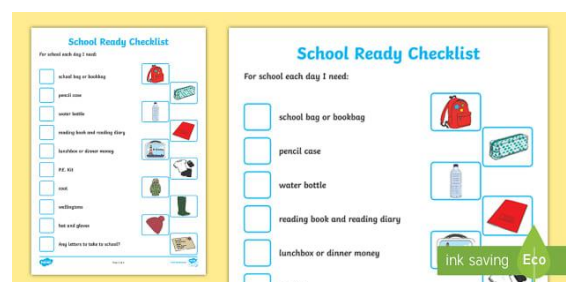 School Ready Checklist
For school each day I need:
school bag or bookbag
pencil case
water bottle
reading book and reading diary
lunchbox or dinner money
P.E. Kit
coat
wellingtons
hat and gloves
Any letters to take to school?
School Ready Checklist
For school each day I need:
school bag or bookbag
pencil case
water bottle
reading book and reading diary
lunchbox or dinner money
ink saving
Eco